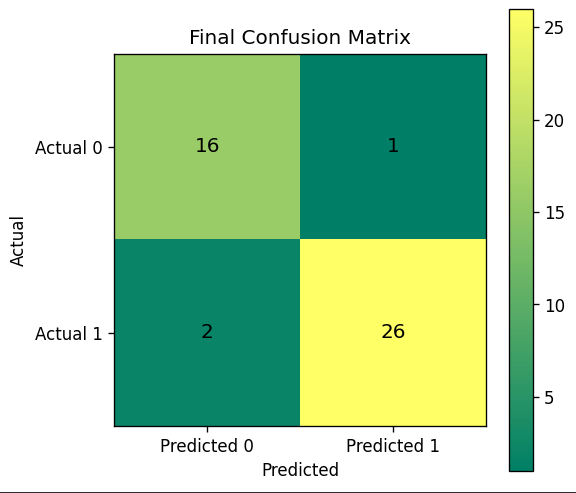 Final Confusion Matrix
25
20
15
10
5
Actual 0
16
1
Actual
Actual 1
2
26
Predicted 0
Predicted 1
Predicted